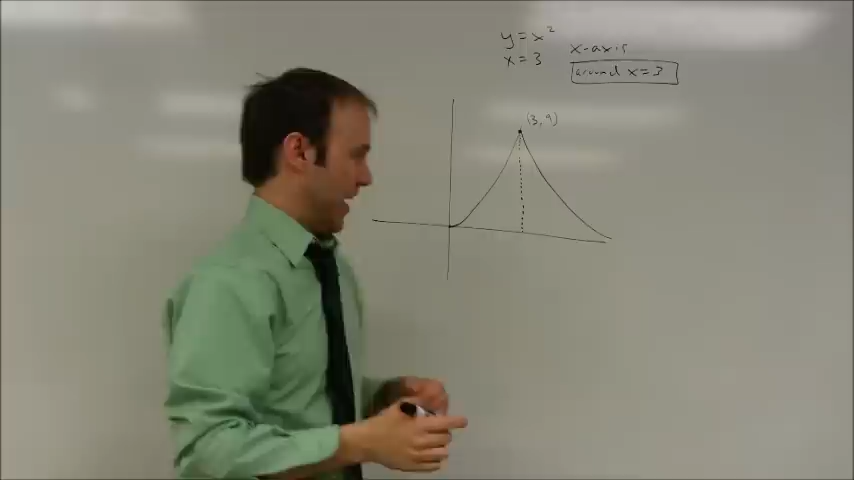 y = x²
x = 3
x-axis
around x = 3
(3, 9)